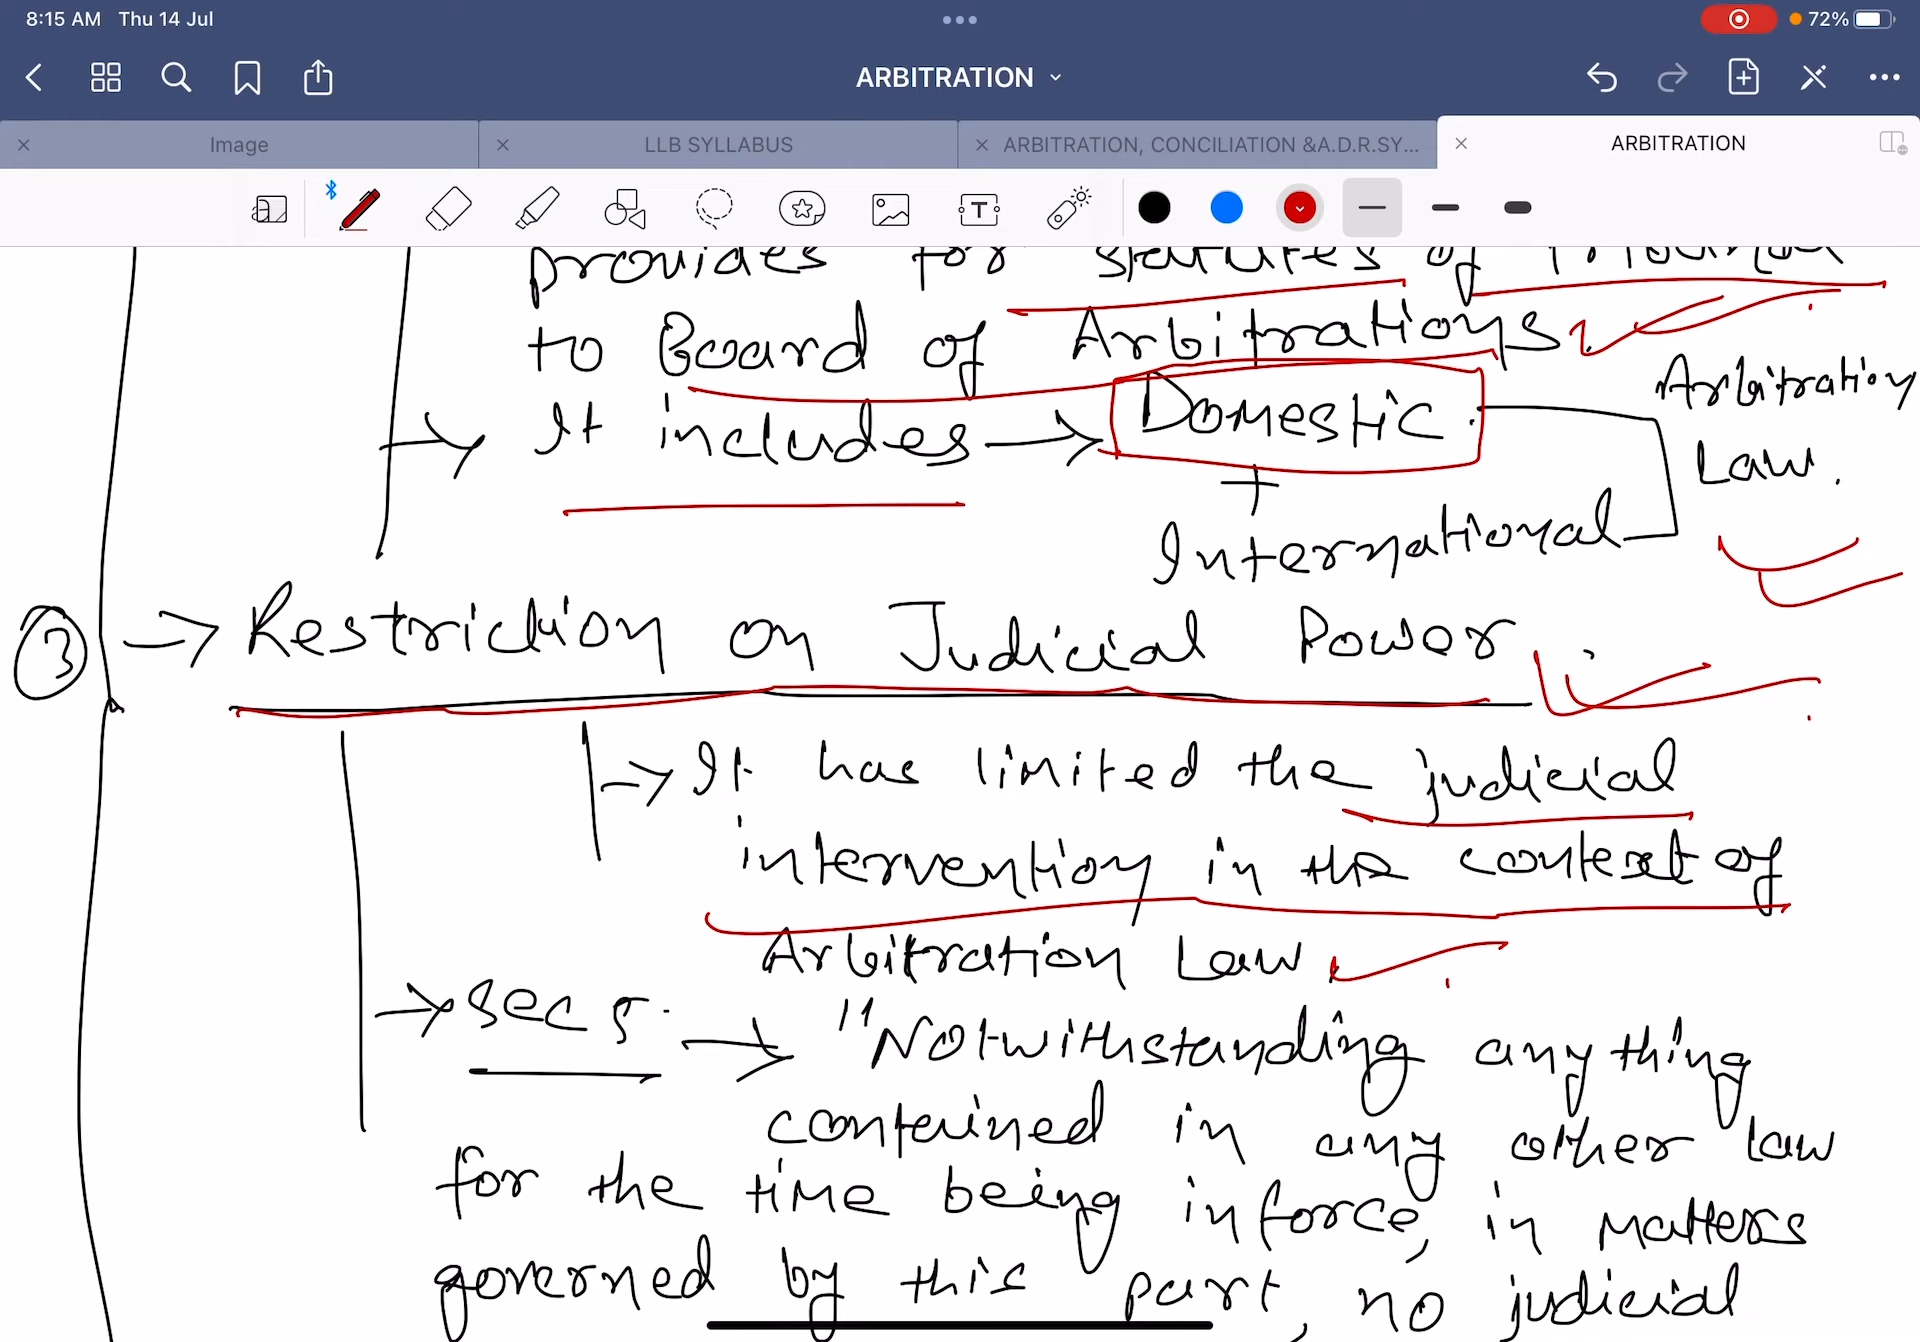 8:15 AM Thu 14 Jul
72%
ARBITRATION
Image
LLB SYLLABUS
ARBITRATION, CONCILIATION &A.D.R.SY...
ARBITRATION
provides for statutes of
to Board of Arbitrations.
It includes → Domestic
+
International
Arbitration
Law.
③ → Restriction on Judicial Power.
→ It has limited the judicial
intervention in the context of
Arbitration Law.
→ Sec 5. → "Notwithstanding any thing
contained in any other law
for the time being inforce, in matters
governed by this part, no judicial